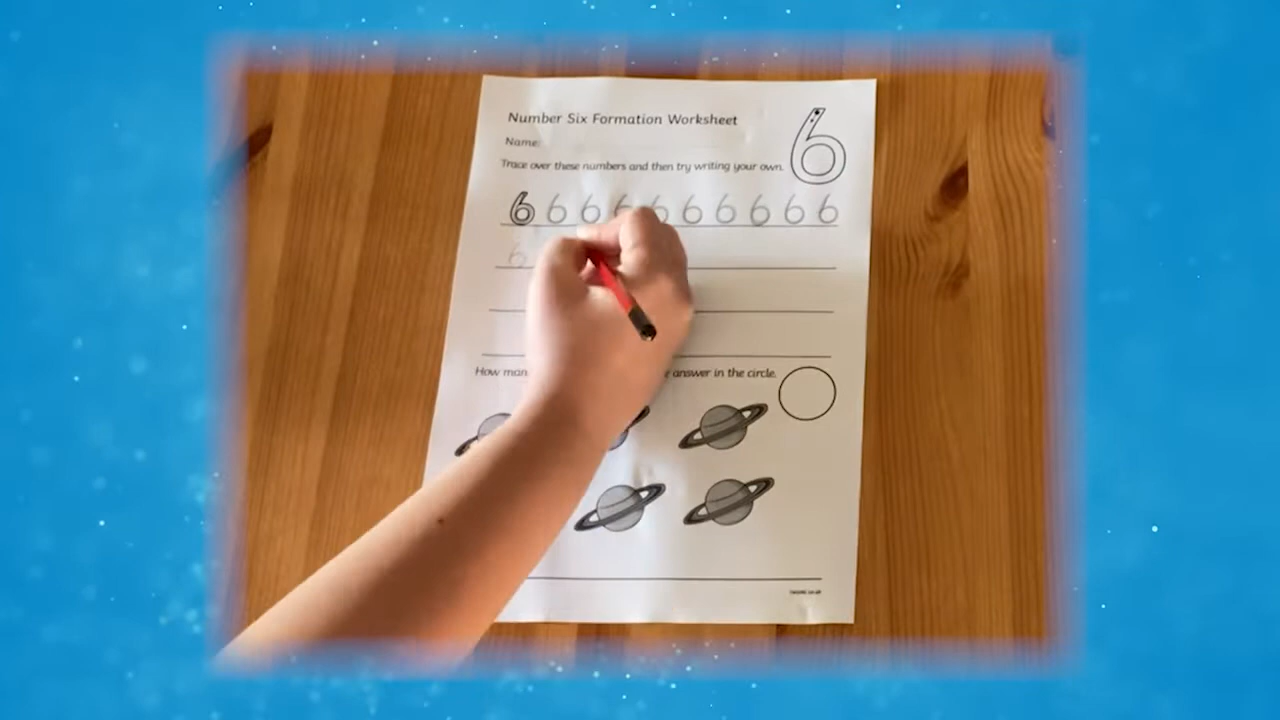 Number Six Formation Worksheet
6
Name:
Trace over these numbers and then try writing your own.
6 6 6 6 6 6 6 6 6 6
6
How man answer in the circle.